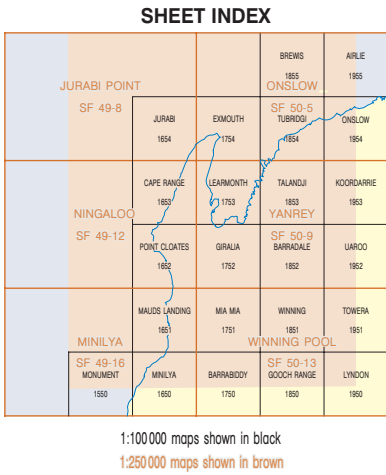 SHEET INDEX
BREWIS AIRLIE
1855 1955
JURABI POINT ONSLOW
SF 49-8 SF 50-5
JURABI EXMOUTH TUBRIDGI ONSLOW
1654 1754 1854 1954
CAPE RANGE LEARMONTH TALANDJI KOORDARRIE
1653 1753 1853 1953
NINGALOO YANREY
SF 49-12 SF 50-9
POINT CLOATES GIRALIA BARRADALE UAROO
1652 1752 1852 1952
MAUDS LANDING MIA MIA WINNING TOWERA
1651 1751 1851 1951
MINILYA WINNING POOL
SF 49-16 SF 50-13
MONUMENT MINILYA BARRABIDDY GOOCH RANGE LYNDON
1550 1650 1750 1850 1950
1:100 000 maps shown in black
1:250 000 maps shown in brown